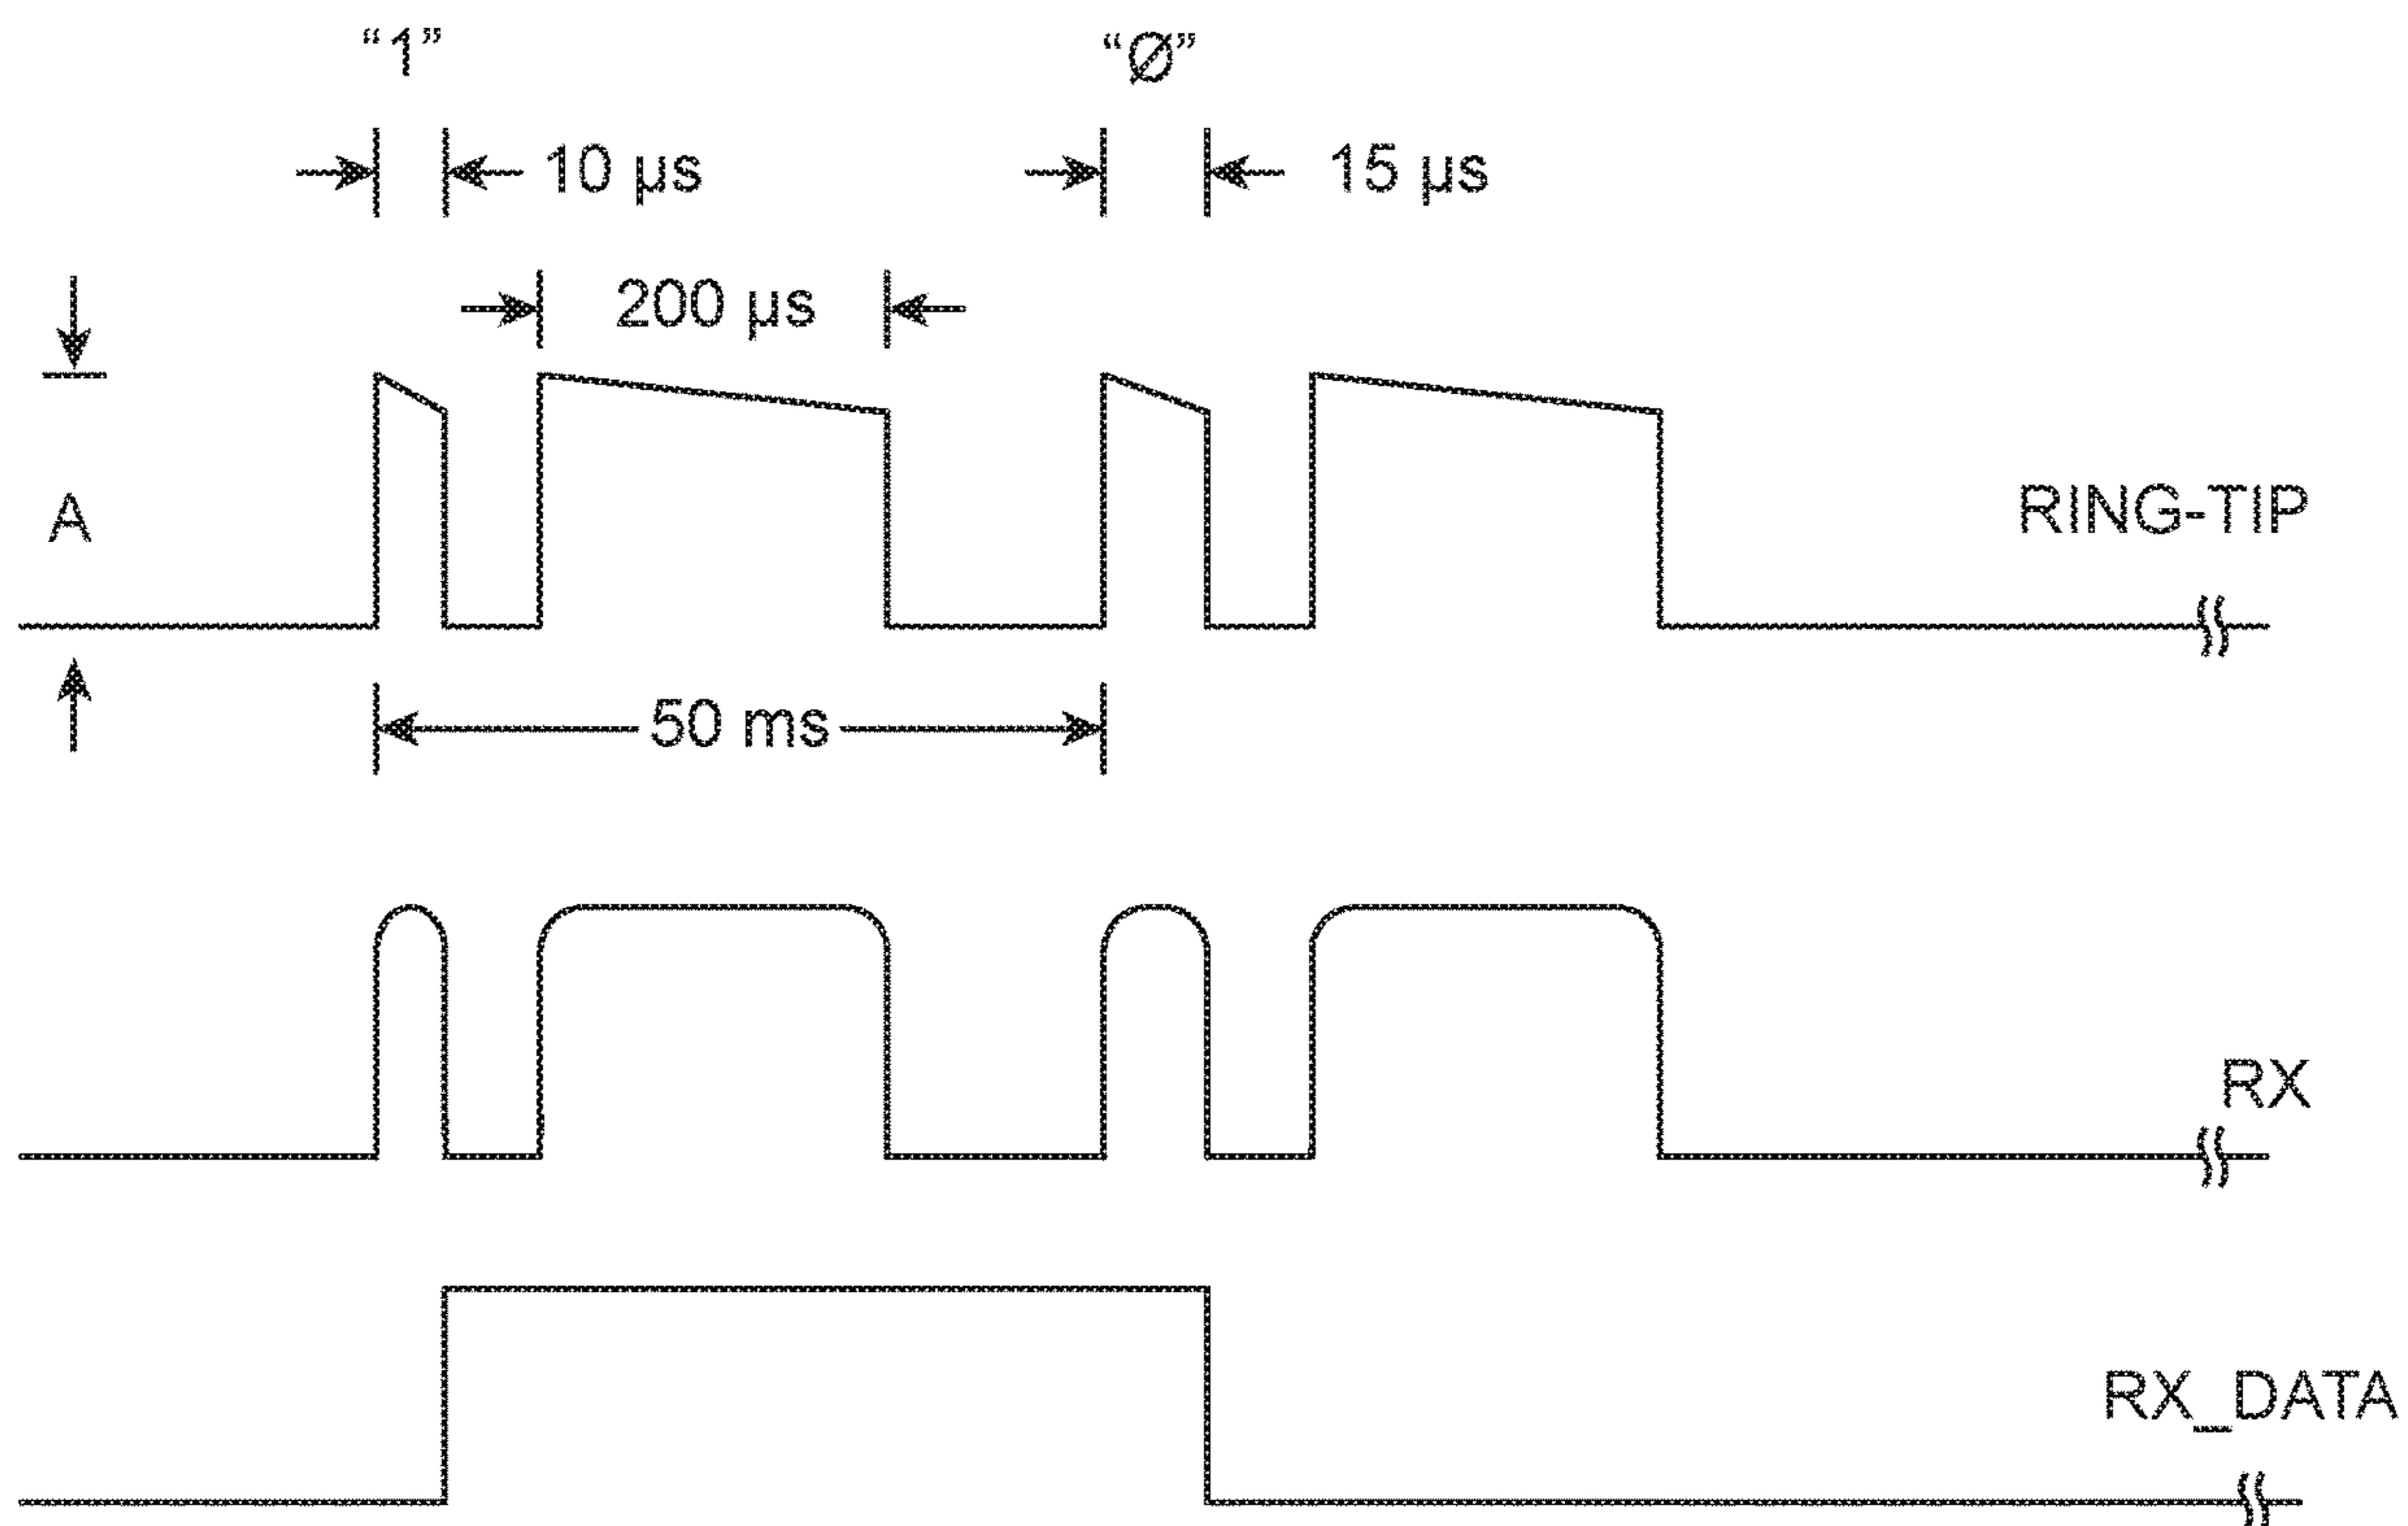 “1”
“Ø”
10 µs
15 µs
200 µs
A
RING-TIP
50 ms
RX
RX_DATA